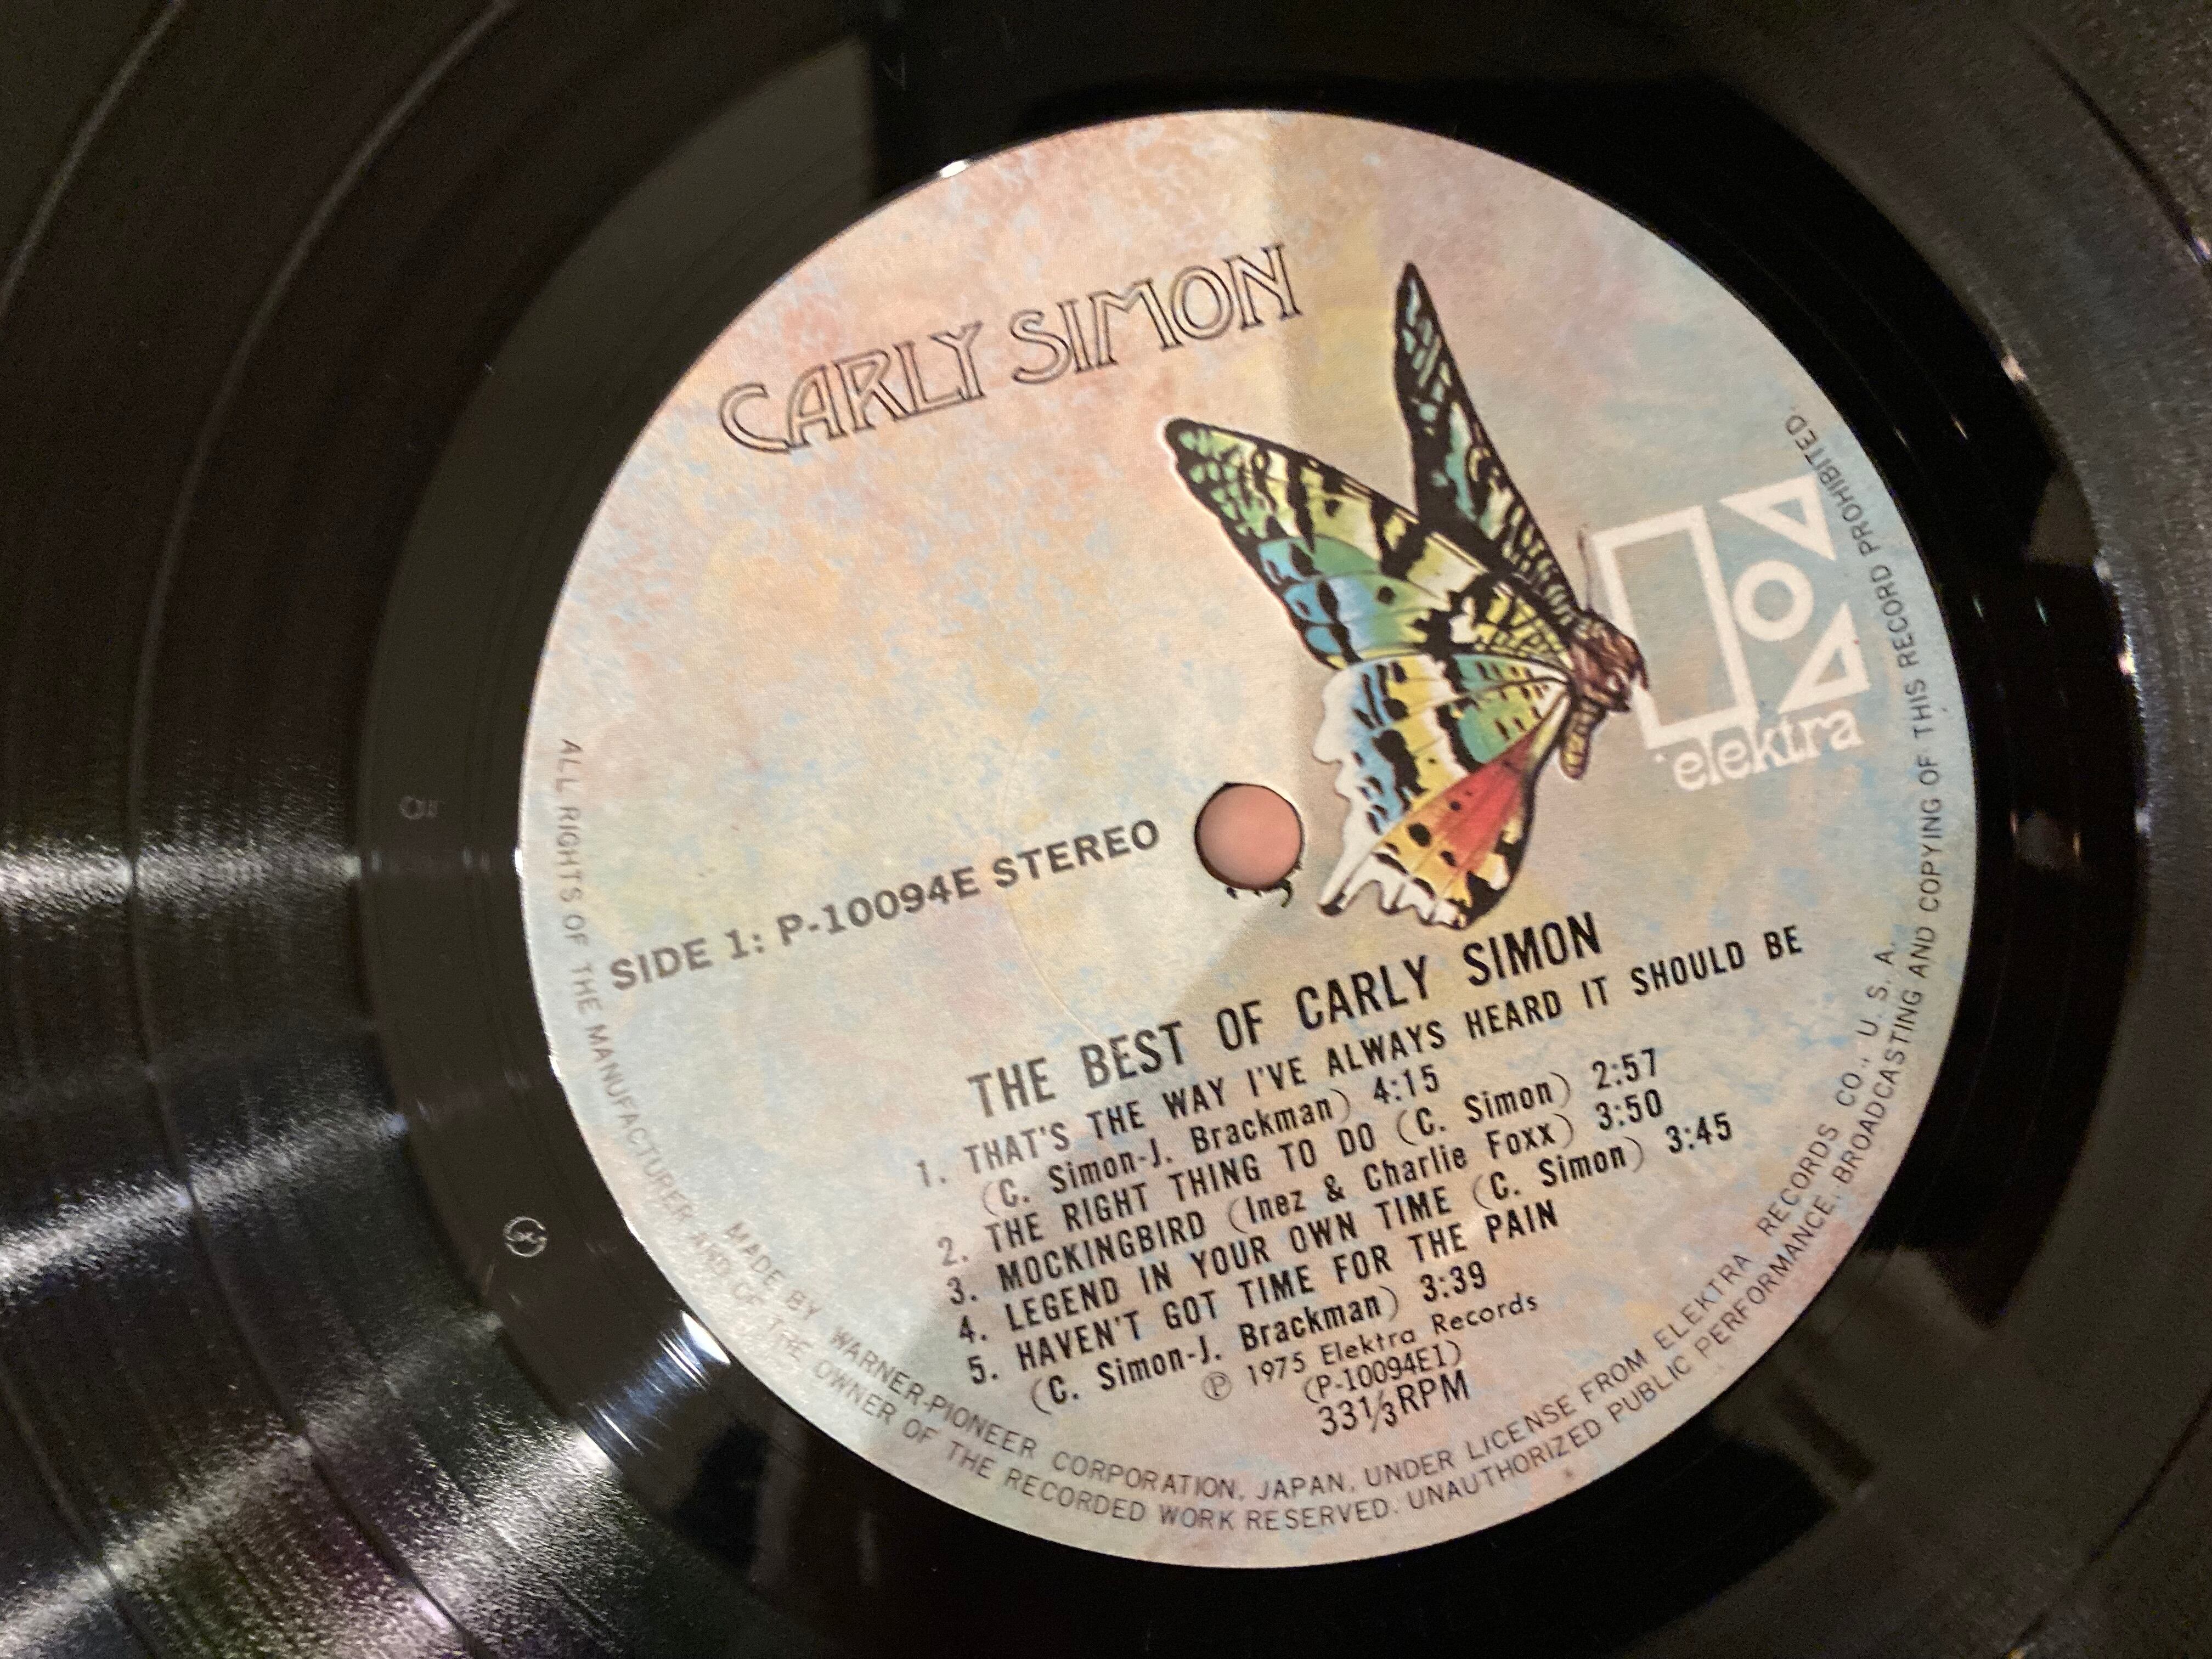 CARLY SIMON
elektra
SIDE 1: P-10094E STEREO
THE BEST OF CARLY SIMON
1. THAT'S THE WAY I'VE ALWAYS HEARD IT SHOULD BE
(C. Simon-J. Brackman) 4:15
2. THE RIGHT THING TO DO (C. Simon) 2:57
3. MOCKINGBIRD (Inez & Charlie Foxx) 3:50
4. LEGEND IN YOUR OWN TIME (C. Simon) 3:45
5. HAVEN'T GOT TIME FOR THE PAIN
(C. Simon-J. Brackman) 3:39
Ⓟ 1975 Elektra Records
(P-10094E1)
33⅓RPM
MADE BY WARNER-PIONEER CORPORATION, JAPAN, UNDER LICENSE FROM ELEKTRA RECORDS CO., U.S.A.
ALL RIGHTS OF THE MANUFACTURER AND OF THE OWNER OF THE RECORDED WORK RESERVED. UNAUTHORIZED PUBLIC PERFORMANCE, BROADCASTING AND COPYING OF THIS RECORD PROHIBITED.